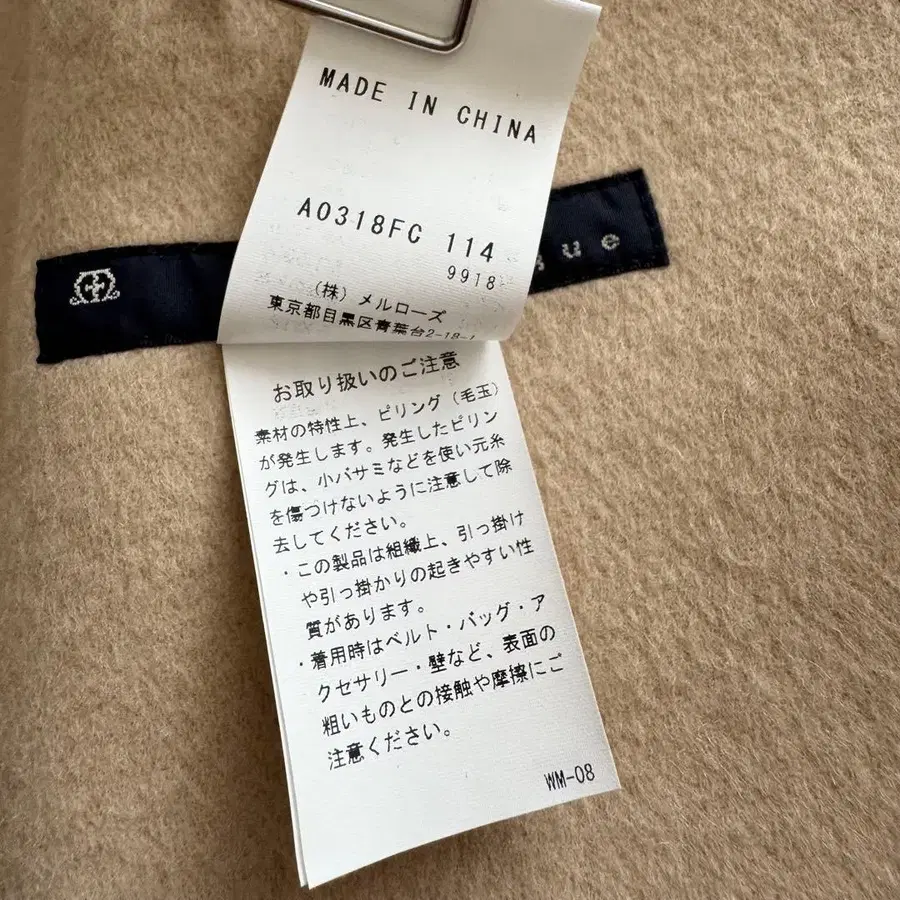 MADE IN CHINA
A0318FC 114
9918
(株) メルローズ
東京都目黒区青葉台2-18-
ue
お取り扱いのご注意
素材の特性上、ピリング(毛玉)
が発生します。発生したピリン
グは、小バサミなどを使い元糸
を傷つけないように注意して除
去してください。
・この製品は組織上、引っ掛け
や引っ掛かりの起きやすい性
質があります。
・着用時はベルト・バッグ・ア
クセサリー・壁など、表面の
粗いものとの接触や摩擦にご
注意ください。
WM-08